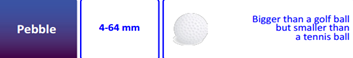 Pebble
4-64 mm
Bigger than a golf ball
but smaller than
a tennis ball